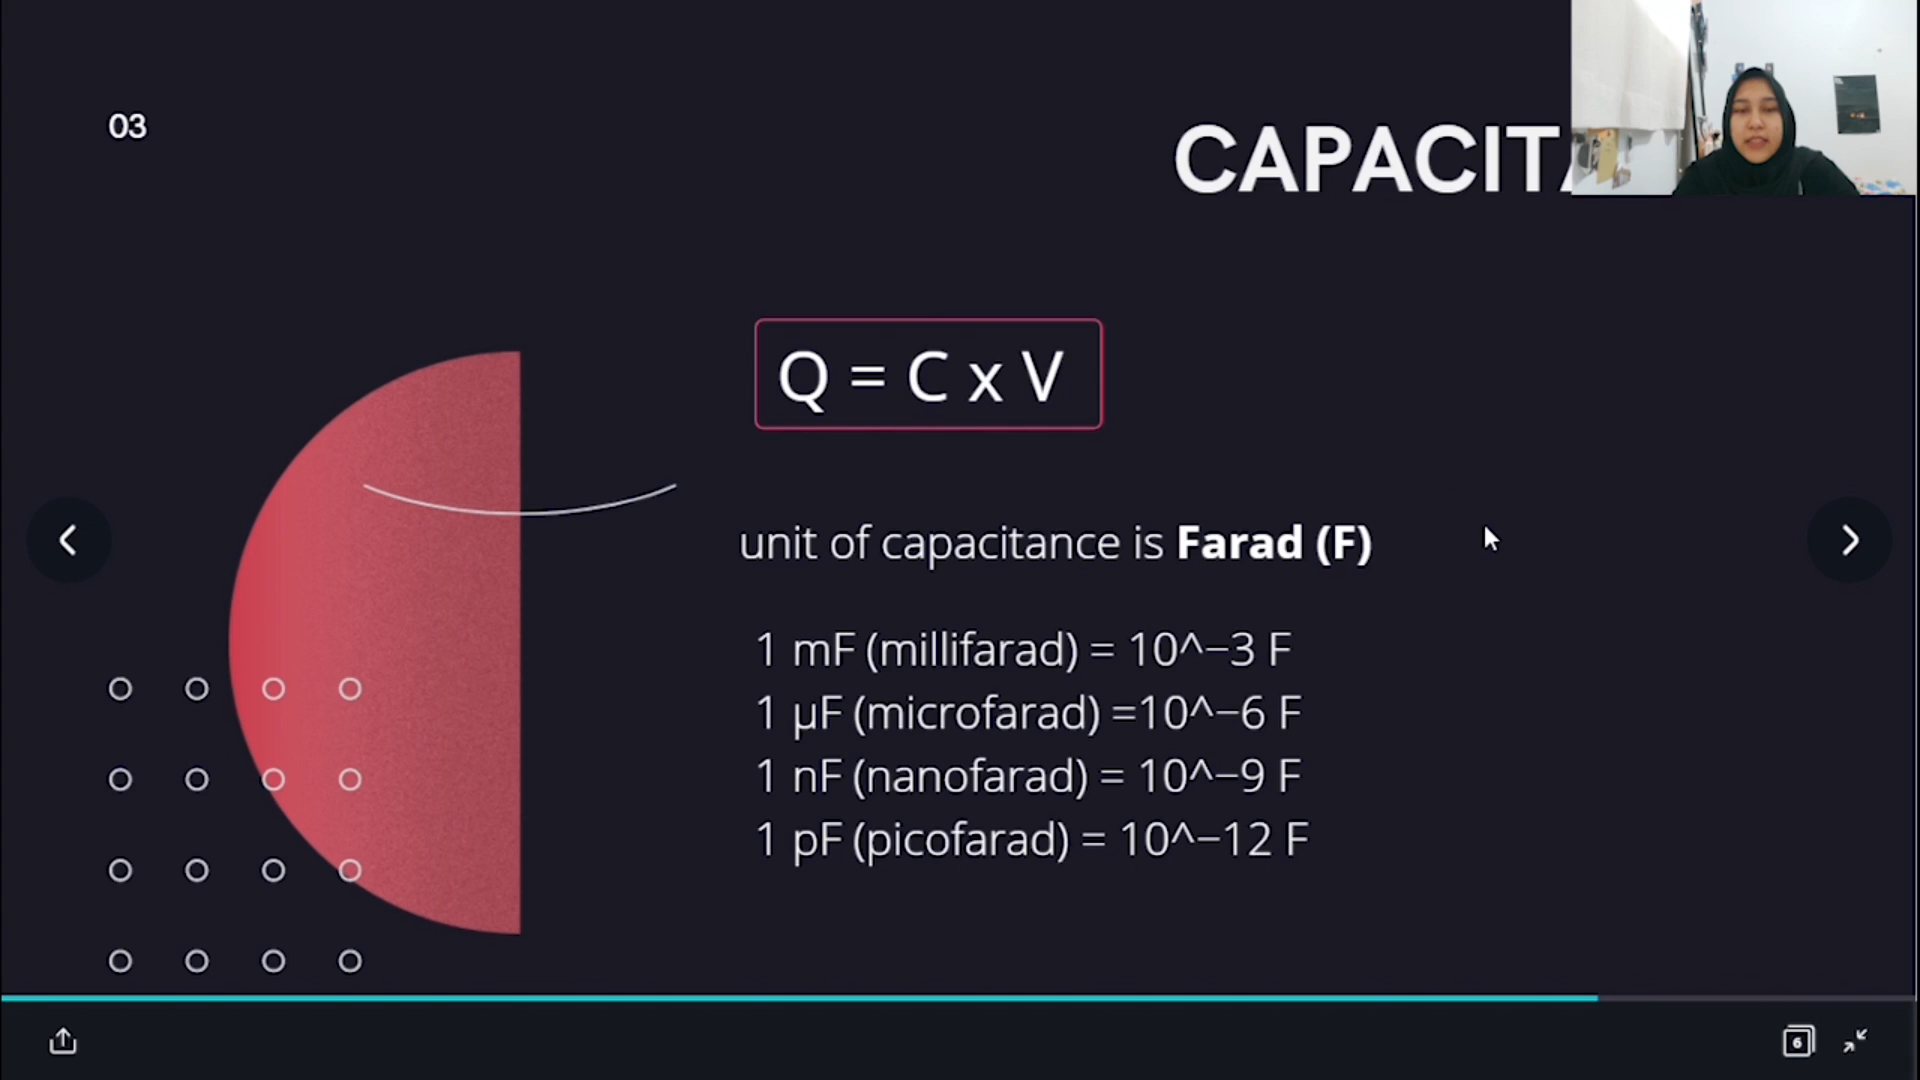 03
CAPACIT
Q = C x V
unit of capacitance is Farad (F)
1 mF (millifarad) = 10^−3 F
1 µF (microfarad) =10^−6 F
1 nF (nanofarad) = 10^−9 F
1 pF (picofarad) = 10^−12 F
6